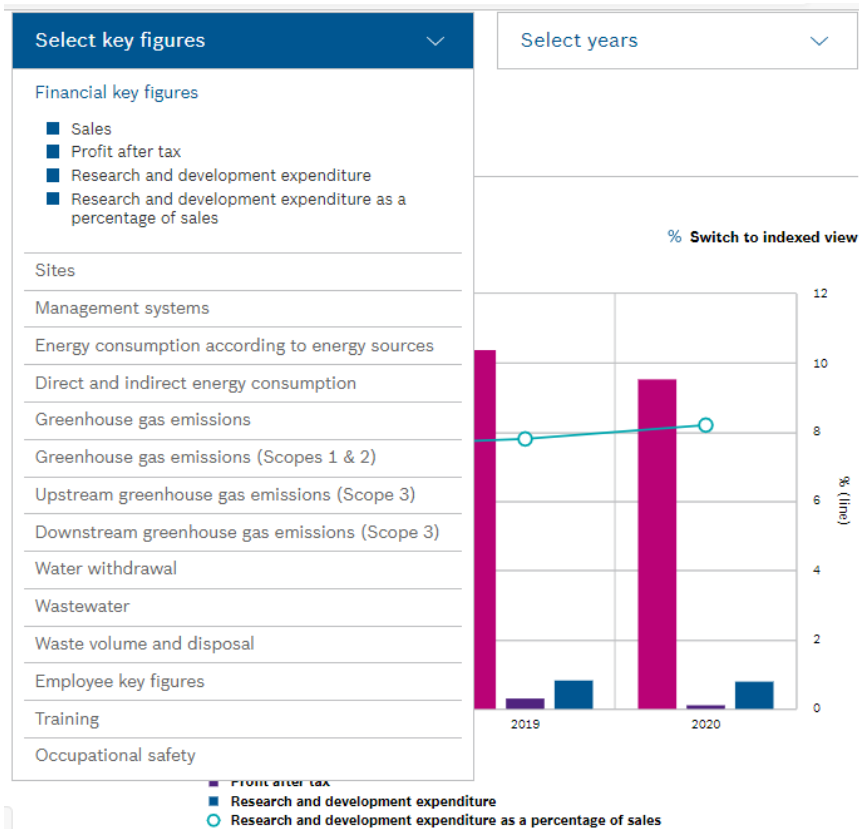 Select key figures
Select years
Financial key figures
Sales
Profit after tax
Research and development expenditure
Research and development expenditure as a
percentage of sales
% Switch to indexed view
Sites
Management systems
Energy consumption according to energy sources
Direct and indirect energy consumption
Greenhouse gas emissions
Greenhouse gas emissions (Scopes 1 & 2)
Upstream greenhouse gas emissions (Scope 3)
Downstream greenhouse gas emissions (Scope 3)
Water withdrawal
Wastewater
Waste volume and disposal
Employee key figures
Training
Occupational safety
12
10
8
6
4
2
0
% (line)
2019
2020
Profit after tax
Research and development expenditure
Research and development expenditure as a percentage of sales